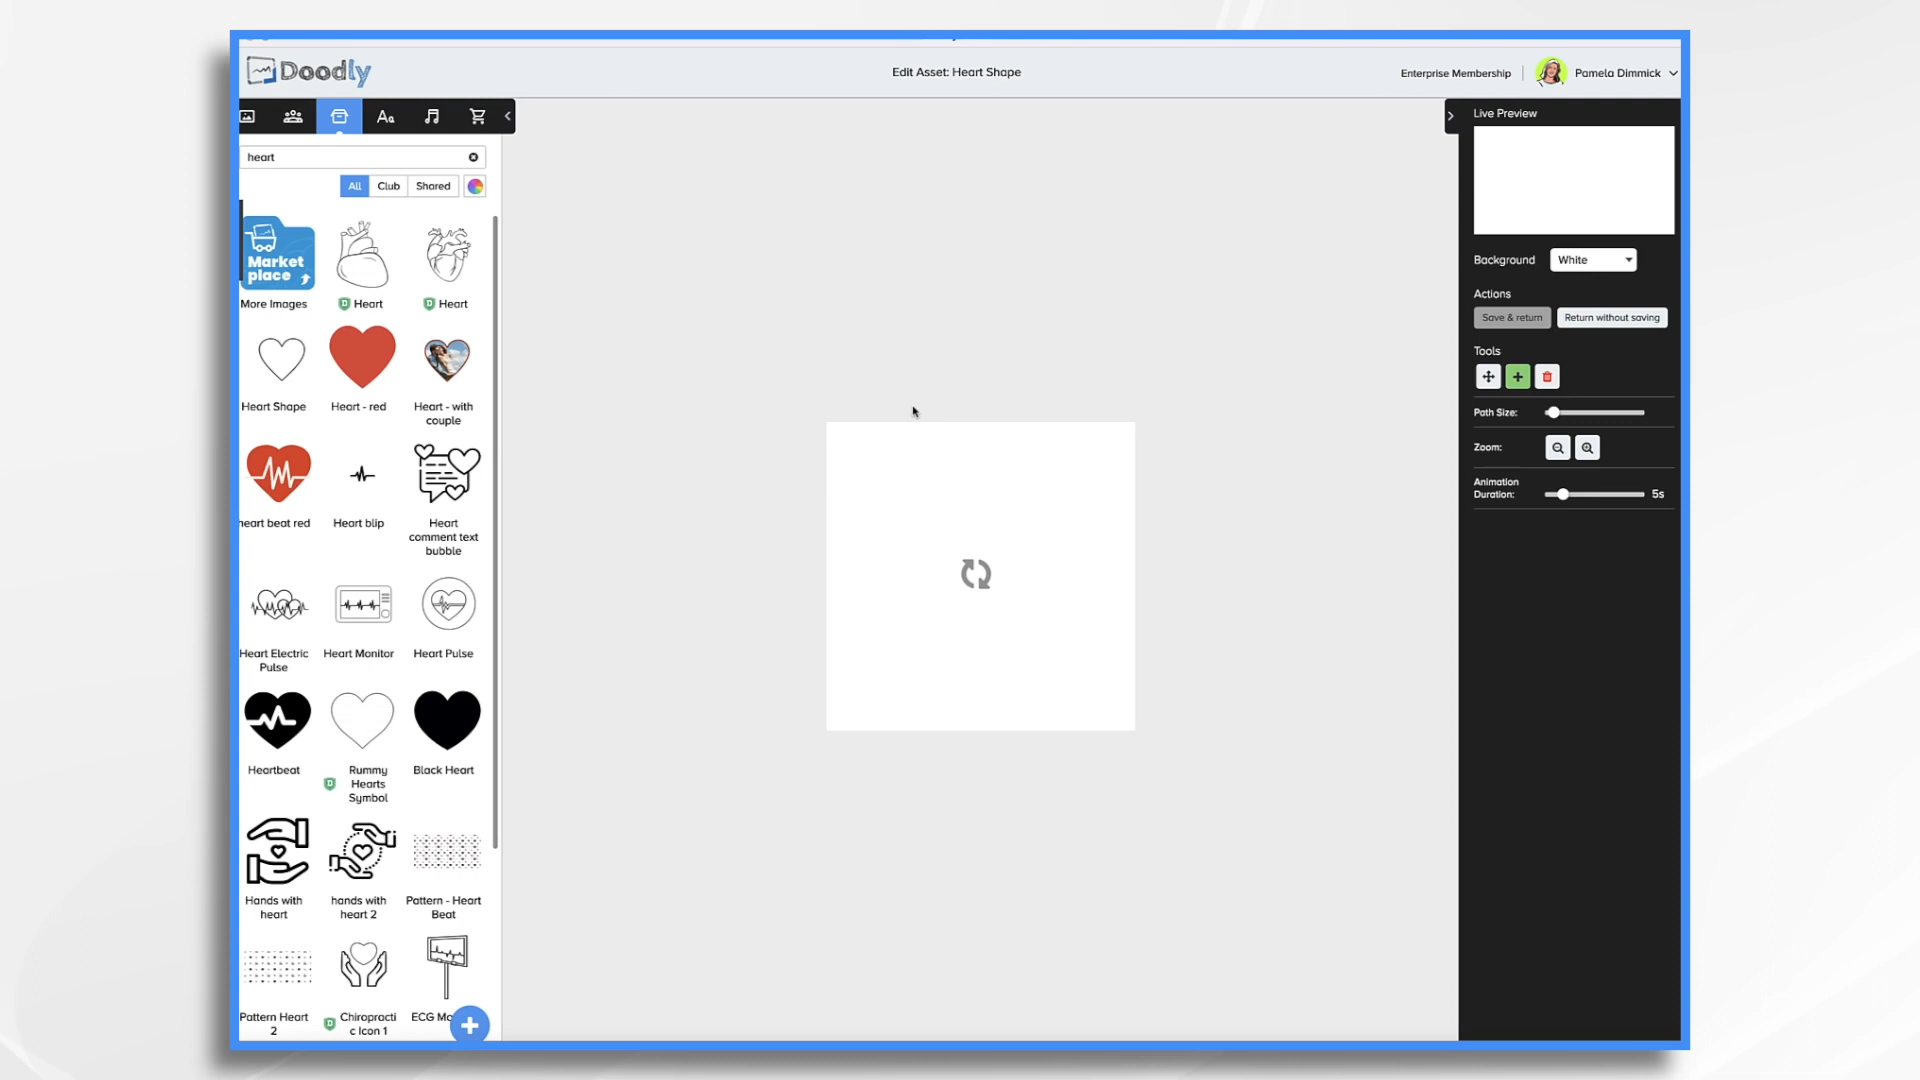 Doodly
Edit Asset: Heart Shape
Enterprise Membership
Pamela Dimmick
Aa
heart
All
Club
Shared
Market
place
More Images
Heart
Heart
Heart Shape
Heart - red
Heart - with
couple
heart beat red
Heart blip
Heart
comment text
bubble
Heart Electric
Pulse
Heart Monitor
Heart Pulse
Heartbeat
Rummy
Hearts
Symbol
Black Heart
Hands with
heart
hands with
heart 2
Pattern - Heart
Beat
Pattern Heart
2
Chiropracti
c Icon 1
ECG
Live Preview
Background
White
Actions
Save & return
Return without saving
Tools
Path Size:
Zoom:
Animation
Duration:
5s